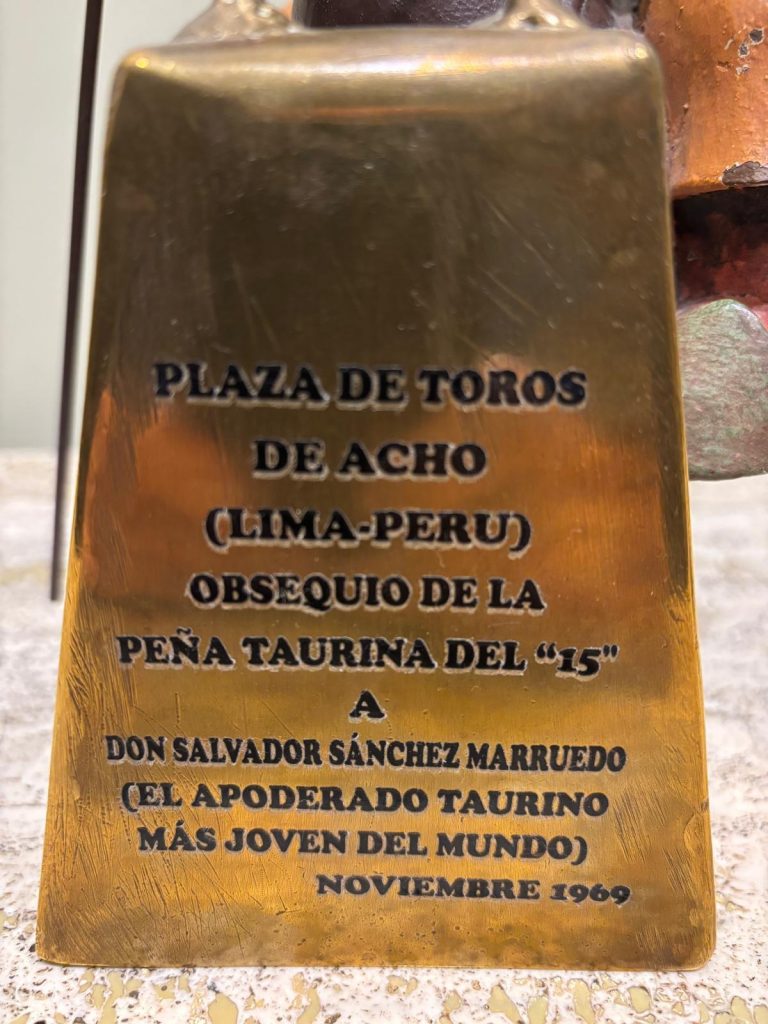 PLAZA DE TOROS
DE ACHO
(LIMA-PERU)
OBSEQUIO DE LA
PEÑA TAURINA DEL “15"
A
DON SALVADOR SÁNCHEZ MARRUEDO
(EL APODERADO TAURINO
MÁS JOVEN DEL MUNDO)
NOVIEMBRE 1969